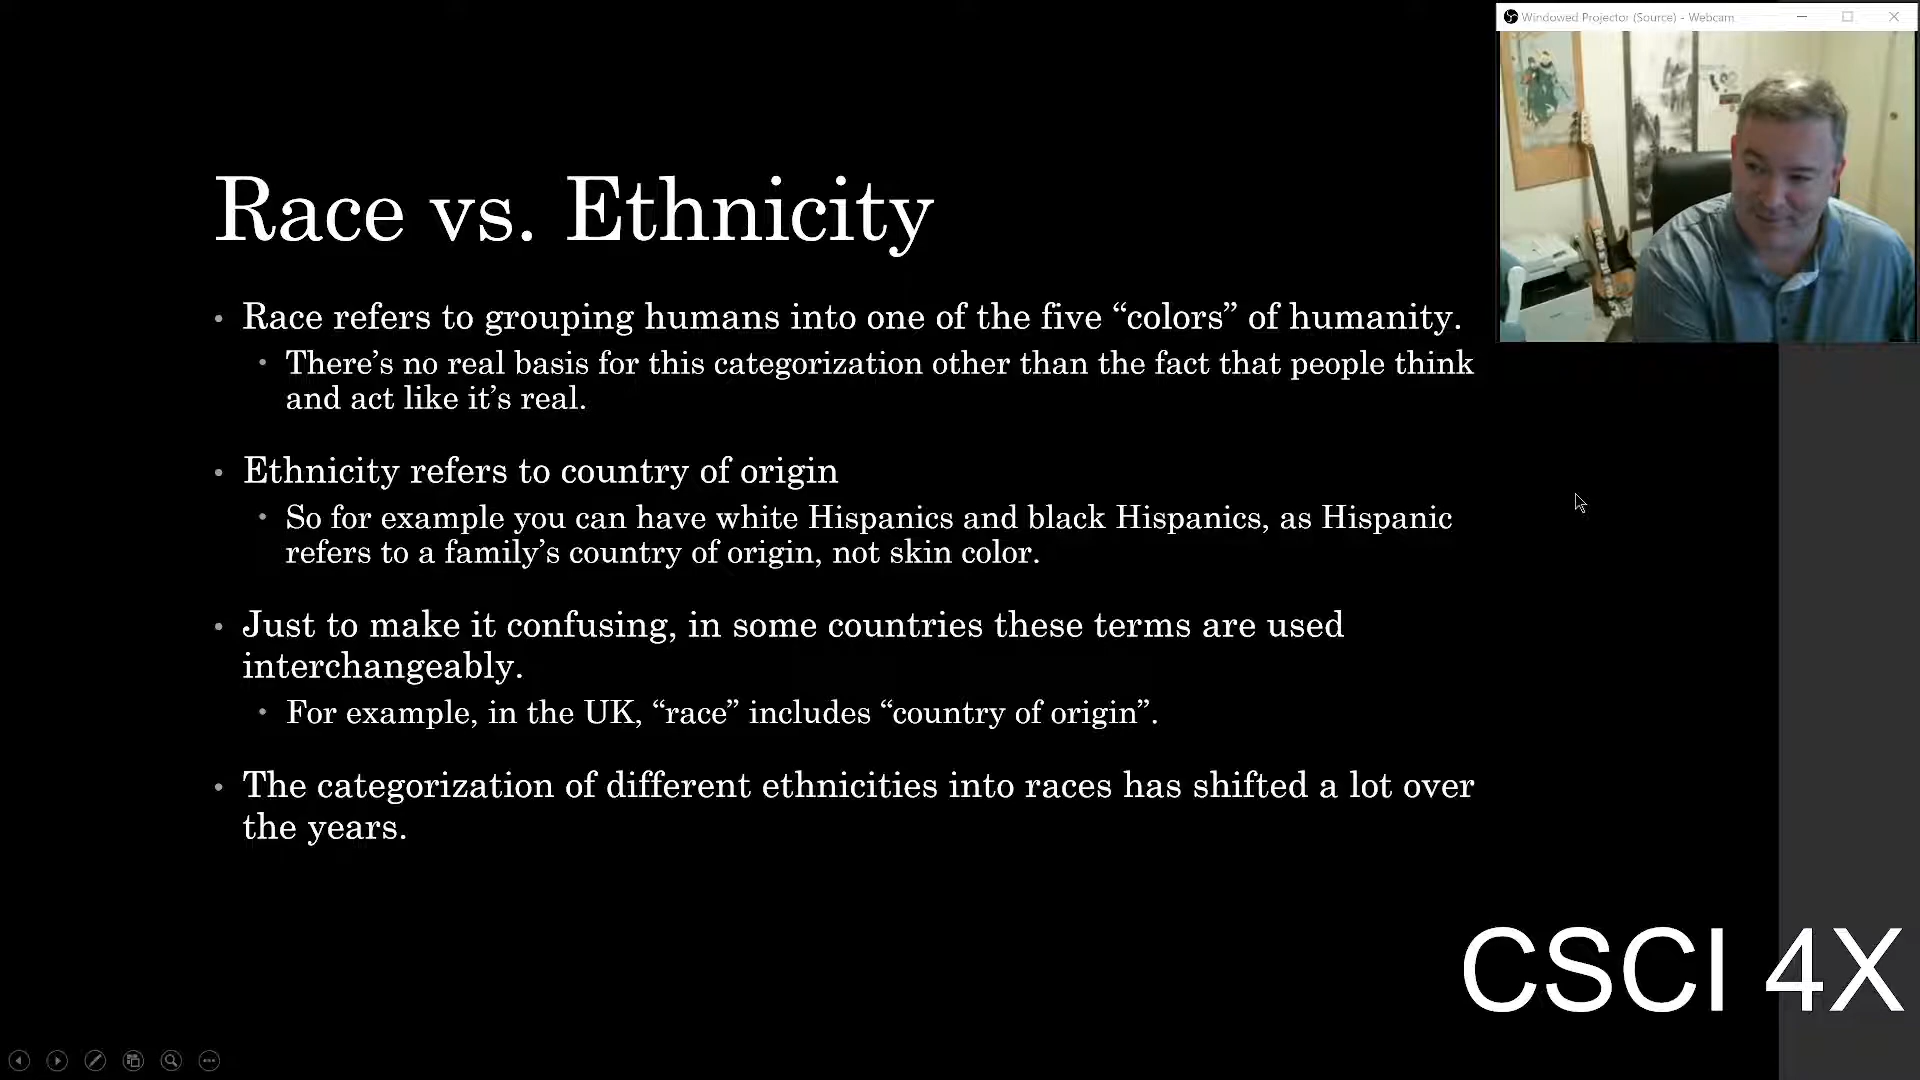 Windowed Projector (Source) - Webcam
Race vs. Ethnicity
• Race refers to grouping humans into one of the five “colors” of humanity.
• There’s no real basis for this categorization other than the fact that people think
and act like it’s real.
• Ethnicity refers to country of origin
• So for example you can have white Hispanics and black Hispanics, as Hispanic
refers to a family’s country of origin, not skin color.
• Just to make it confusing, in some countries these terms are used
interchangeably.
• For example, in the UK, “race” includes “country of origin”.
• The categorization of different ethnicities into races has shifted a lot over
the years.
CSCI 4X